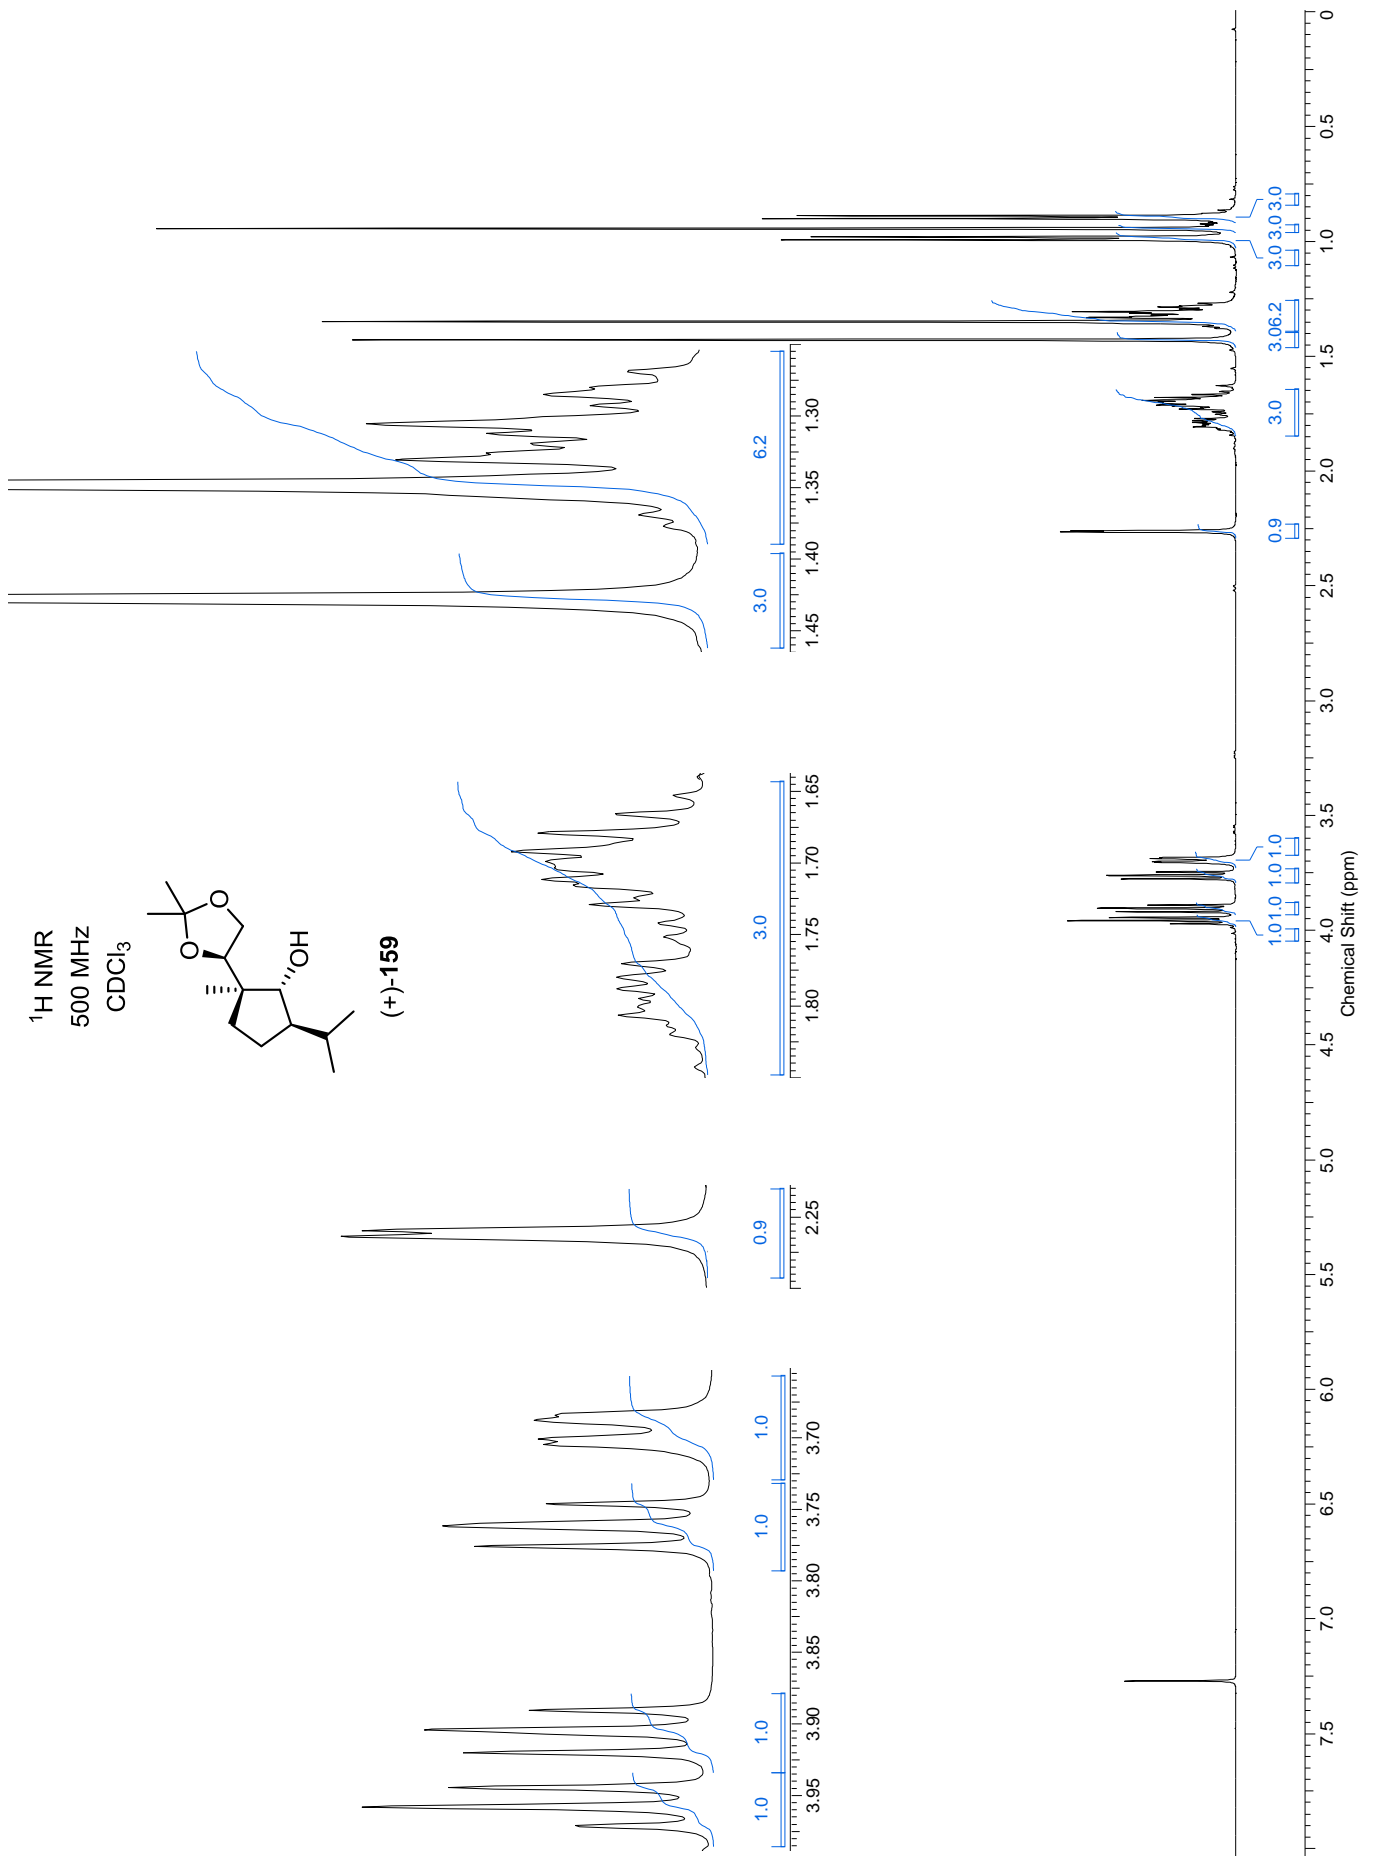 ¹H NMR
500 MHz
CDCl₃
O
O
OH
(+)-159
1.0 1.0 1.0 1.0 0.9 3.0 3.0 6.2
3.95 3.90 3.85 3.80 3.75 3.70 2.25 1.80 1.75 1.70 1.65 1.45 1.40 1.35 1.30
1.0 1.0 1.0 1.0 0.9 3.0 3.0 6.2 3.0 3.0 3.0
7.5 7.0 6.5 6.0 5.5 5.0 4.5 4.0 3.5 3.0 2.5 2.0 1.5 1.0 0.5 0
Chemical Shift (ppm)